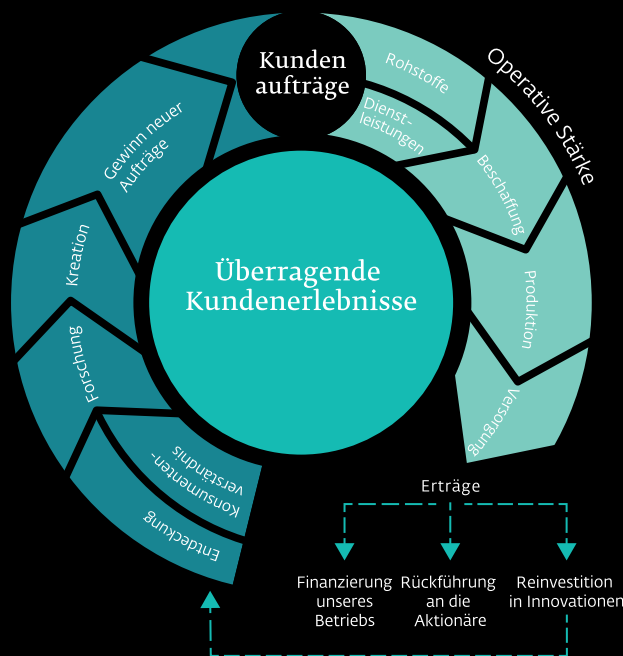 Kunden
aufträge
Rohstoffe
Dienst-
leistungen
Operative Stärke
Beschaffung
Produktion
Versorgung
Gewinn neuer
Aufträge
Kreation
Forschung
Konsumenten-
verständnis
Entdeckung
Überragende
Kundenerlebnisse
Erträge
Finanzierung
unseres
Betriebs
Rückführung
an die
Aktionäre
Reinvestition
in Innovationen